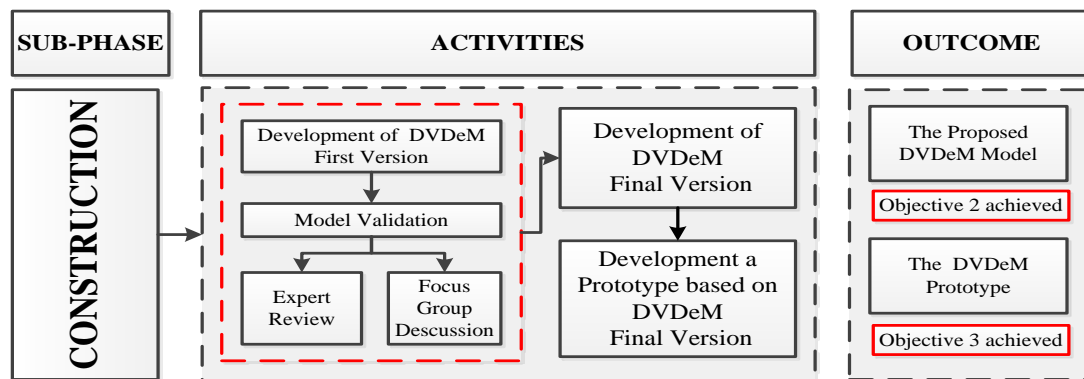 SUB-PHASE
ACTIVITIES
OUTCOME
CONSTRUCTION
Development of DVDeM
First Version
Model Validation
Expert
Review
Focus
Group
Descussion
Development of
DVDeM
Final Version
Development a
Prototype based on
DVDeM
Final Version
The Proposed
DVDeM Model
Objective 2 achieved
The DVDeM
Prototype
Objective 3 achieved